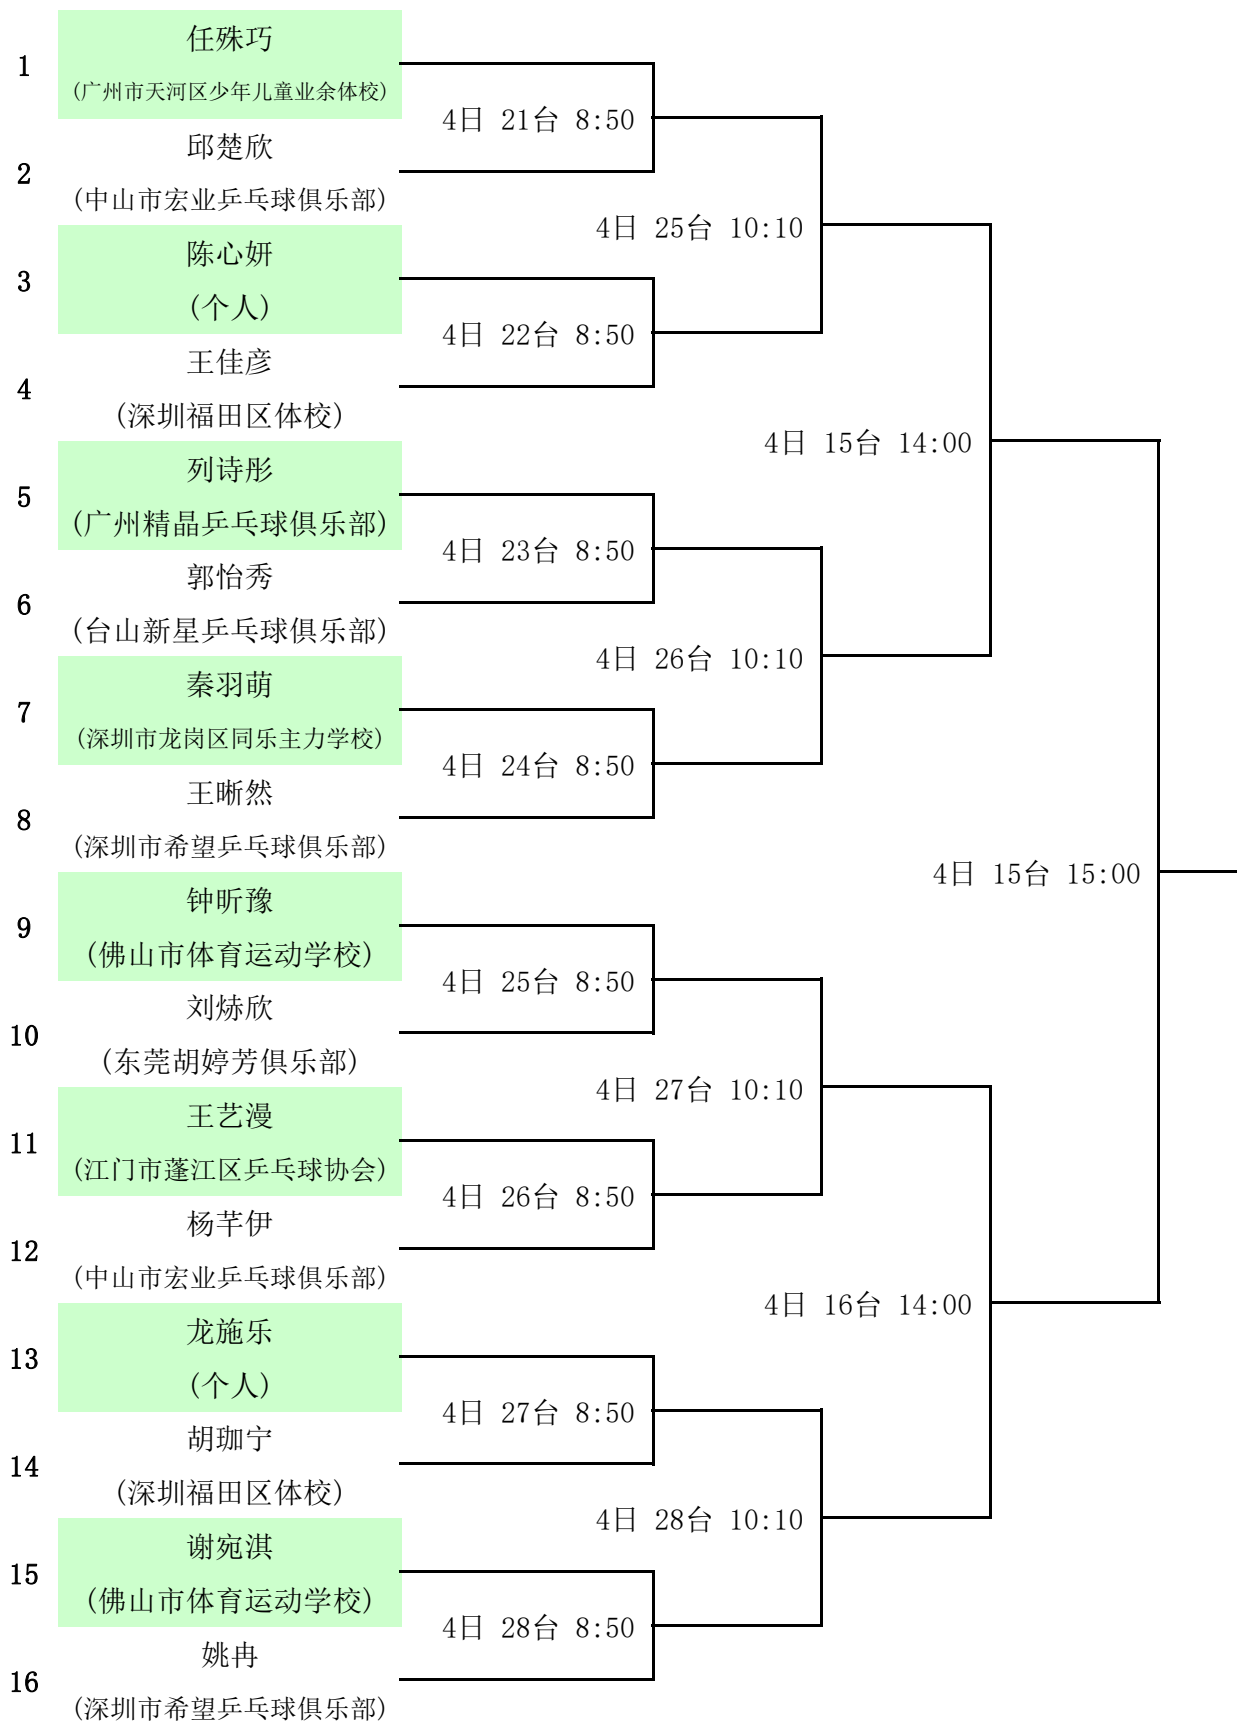 任殊巧
1
(广州市天河区少年儿童业余体校)
4日 21台 8:50
邱楚欣
2
(中山市宏业乒乓球俱乐部)
4日 25台 10:10
陈心妍
3
(个人)
4日 22台 8:50
王佳彦
4
(深圳福田区体校)
4日 15台 14:00
列诗彤
5
(广州精晶乒乓球俱乐部)
4日 23台 8:50
郭怡秀
6
(台山新星乒乓球俱乐部)
4日 26台 10:10
秦羽萌
7
(深圳市龙岗区同乐主力学校)
4日 24台 8:50
王晰然
8
(深圳市希望乒乓球俱乐部)
4日 15台 15:00
钟昕豫
9
(佛山市体育运动学校)
4日 25台 8:50
刘焃欣
10
(东莞胡婷芳俱乐部)
4日 27台 10:10
王艺漫
11
(江门市蓬江区乒乓球协会)
4日 26台 8:50
杨芊伊
12
(中山市宏业乒乓球俱乐部)
4日 16台 14:00
龙施乐
13
(个人)
4日 27台 8:50
胡珈宁
14
(深圳福田区体校)
4日 28台 10:10
谢宛淇
15
(佛山市体育运动学校)
4日 28台 8:50
姚冉
16
(深圳市希望乒乓球俱乐部)